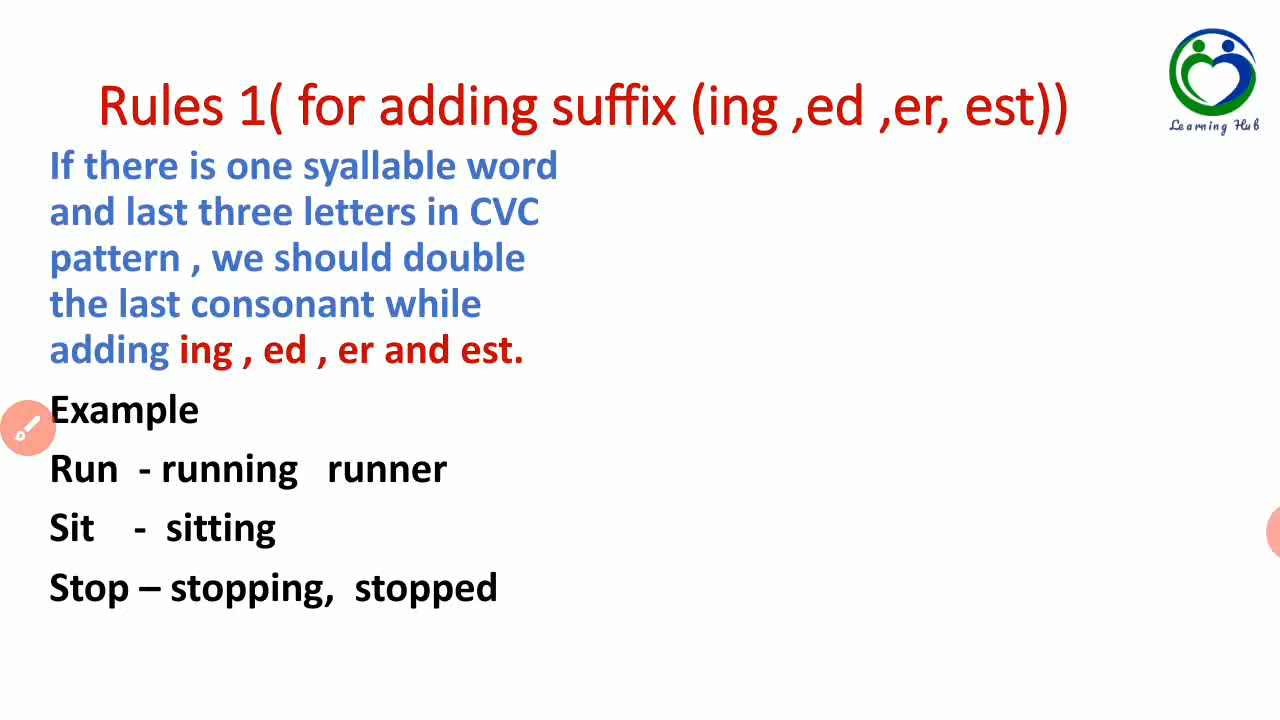 Learning Hub
Rules 1( for adding suffix (ing ,ed ,er, est))
If there is one syallable word
and last three letters in CVC
pattern , we should double
the last consonant while
adding ing , ed , er and est.
Example
Run - running runner
Sit - sitting
Stop – stopping, stopped